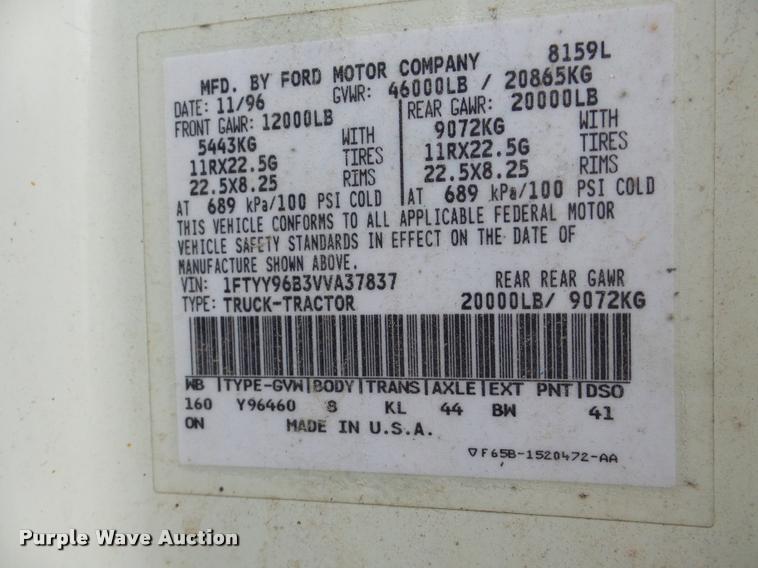 MFD. BY FORD MOTOR COMPANY 8159L
DATE: 11/96 GVWR: 46000LB / 20865KG
FRONT GAWR: 12000LB REAR GAWR: 20000LB
5443KG WITH 9072KG WITH
11RX22.5G TIRES 11RX22.5G TIRES
22.5X8.25 RIMS 22.5X8.25 RIMS
AT 689 kPa/100 PSI COLD AT 689 kPa/100 PSI COLD
THIS VEHICLE CONFORMS TO ALL APPLICABLE FEDERAL MOTOR
VEHICLE SAFETY STANDARDS IN EFFECT ON THE DATE OF
MANUFACTURE SHOWN ABOVE.
VIN: 1FTYY96B3VVA37837 REAR REAR GAWR
TYPE: TRUCK-TRACTOR 20000LB/ 9072KG
WB |TYPE-GVW|BODY|TRANS|AXLE|EXT PNT|DSO
160 Y96460 8 KL 44 BW 41
ON MADE IN U.S.A.
▽F65B-1520472-AA
Purple Wave Auction